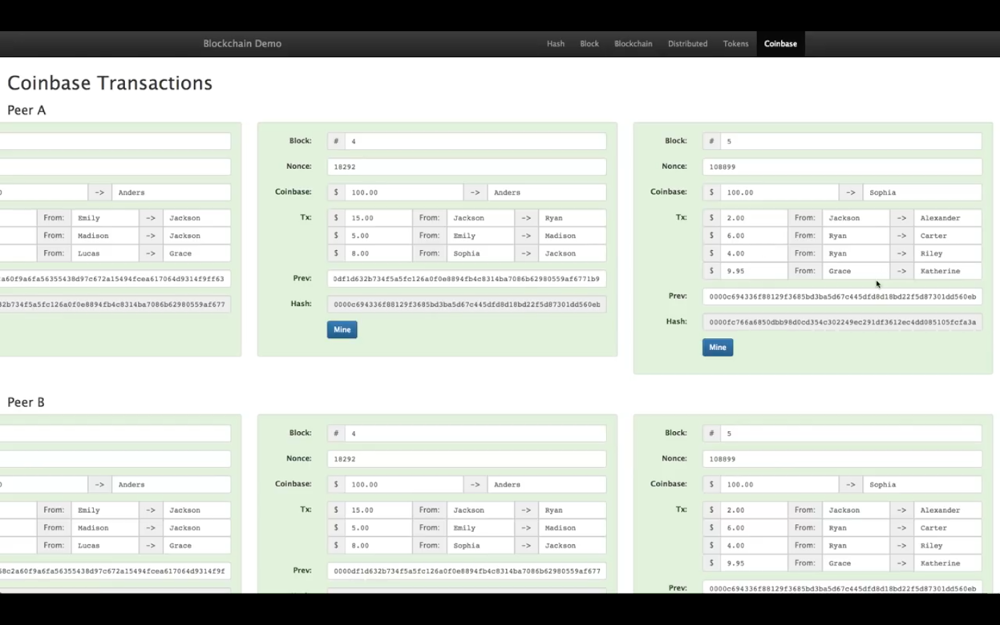 Blockchain Demo Hash Block Blockchain Distributed Tokens Coinbase
Coinbase Transactions
Peer A
-> Anders
From: Emily -> Jackson
From: Madison -> Jackson
From: Lucas -> Grace
Block: # 4
Nonce: 18292
Coinbase: $ 100.00 -> Anders
Tx: $ 15.00 From: Jackson -> Ryan
$ 5.00 From: Emily -> Madison
$ 8.00 From: Sophia -> Jackson
Prev: 0df1d632b734f5a5fc126a0f0e8894fb4c8314ba7086b62980559af6771b9
Hash: 0000c694336f88129f3685bd3ba5d67c445dfd8d18bd22f5d87301dd560eb
Mine
Block: # 5
Nonce: 108899
Coinbase: $ 100.00 -> Sophia
Tx: $ 2.00 From: Jackson -> Alexander
$ 6.00 From: Ryan -> Carter
$ 4.00 From: Ryan -> Riley
$ 9.95 From: Grace -> Katherine
Prev: 0000c694336f88129f3685bd3ba5d67c445dfd8d18bd22f5d87301dd560eb
Hash: 0000fc766a6850dbb98d0cd354c302249ec291df3612ec4dd085105fcfa3a
Mine
Peer B
-> Anders
From: Emily -> Jackson
From: Madison -> Jackson
From: Lucas -> Grace
Block: # 4
Nonce: 18292
Coinbase: $ 100.00 -> Anders
Tx: $ 15.00 From: Jackson -> Ryan
$ 5.00 From: Emily -> Madison
$ 8.00 From: Sophia -> Jackson
Prev: 0000df1d632b734f5a5fc126a0f0e8894fb4c8314ba7086b62980559af677
Block: # 5
Nonce: 108899
Coinbase: $ 100.00 -> Sophia
Tx: $ 2.00 From: Jackson -> Alexander
$ 6.00 From: Ryan -> Carter
$ 4.00 From: Ryan -> Riley
$ 9.95 From: Grace -> Katherine
Prev: 0000c694336f88129f3685bd3ba5d67c445dfd8d18bd22f5d87301dd560eb